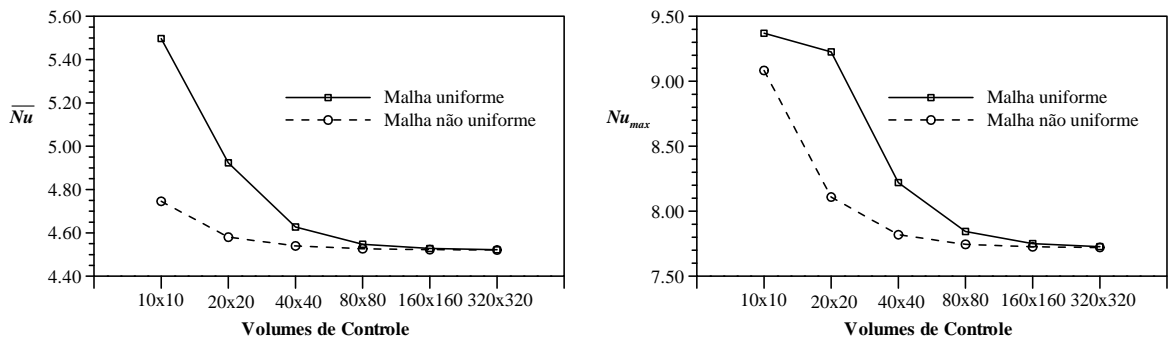 5.60
5.40
5.20
5.00
4.80
4.60
4.40
Nu
Malha uniforme
Malha não uniforme
10x10 20x20 40x40 80x80 160x160 320x320
Volumes de Controle
9.50
9.00
8.50
8.00
7.50
Nu max
Malha uniforme
Malha não uniforme
10x10 20x20 40x40 80x80 160x160 320x320
Volumes de Controle